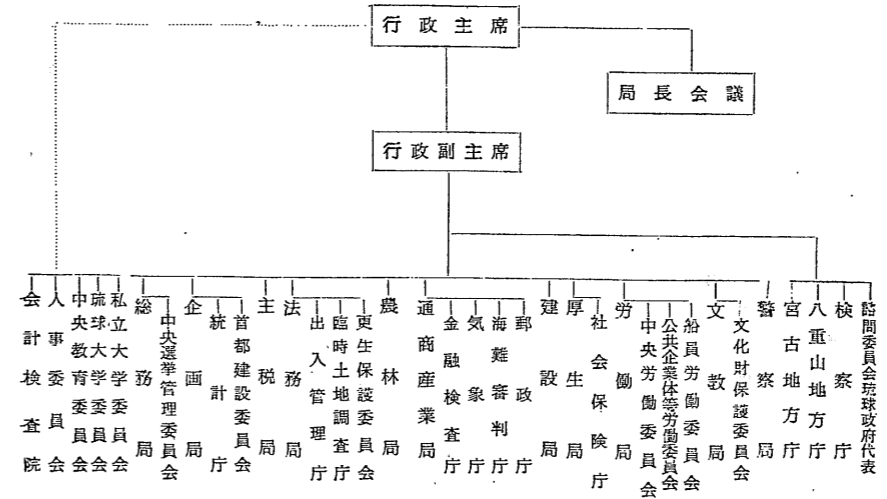 行政主席
局長会議
行政副主席
会計検査院
人事委員会
中央教育委員会
琉球大学委員会
私立大学委員会
総務局
中央選挙管理委員会
企画局
統計庁
首都建設委員会
主税局
法務局
出入管理庁
臨時土地調査庁
更生保護委員会
農林局
通商産業局
金融検査庁
気象庁
海難審判庁
郵政庁
建設局
厚生局
社会保険庁
労働局
中央労働委員会
公共企業体等労働委員会
船員労働委員会
文教局
文化財保護委員会
警察局
宮古地方庁
八重山地方庁
検察庁
諮問委員会琉球政府代表